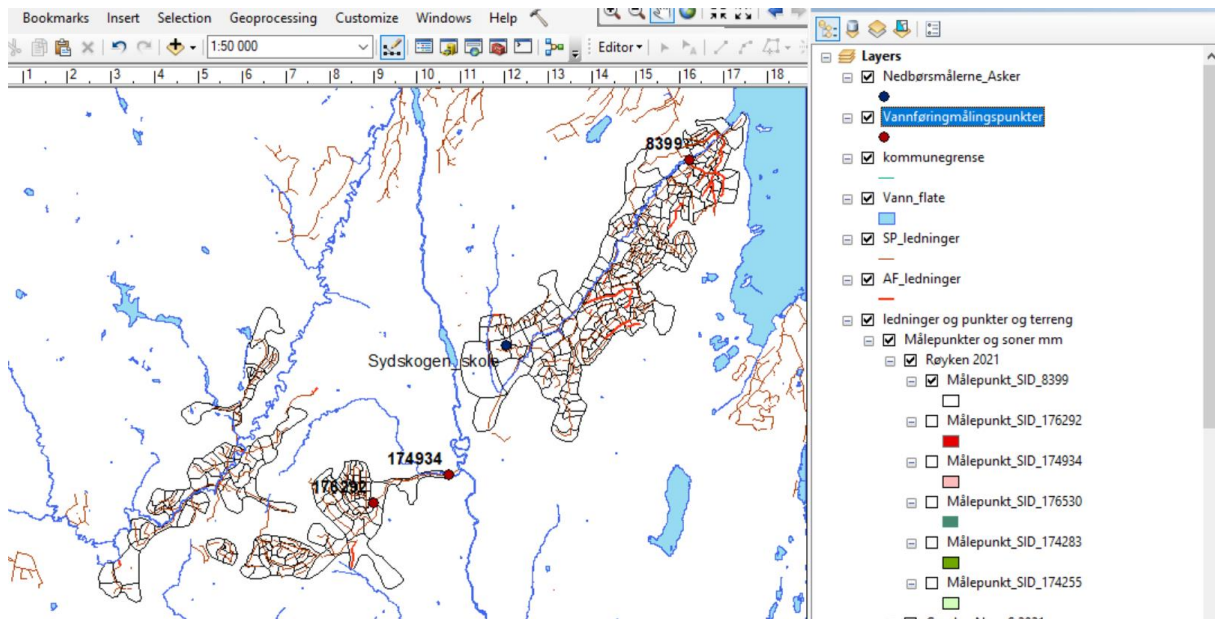 Bookmarks Insert Selection Geoprocessing Customize Windows Help
1:50 000 Editor
1 2 3 4 5 6 7 8 9 10 11 12 13 14 15 16 17 18
8399
Sydskogen_skole
174934
176292
Layers
Nedbørsmålerne_Asker
Vannføringmålingspunkter
kommunegrense
Vann_flate
SP_ledninger
AF_ledninger
ledninger og punkter og terreng
Målepunkter og soner mm
Røyken 2021
Målepunkt_SID_8399
Målepunkt_SID_176292
Målepunkt_SID_174934
Målepunkt_SID_176530
Målepunkt_SID_174283
Målepunkt_SID_174255